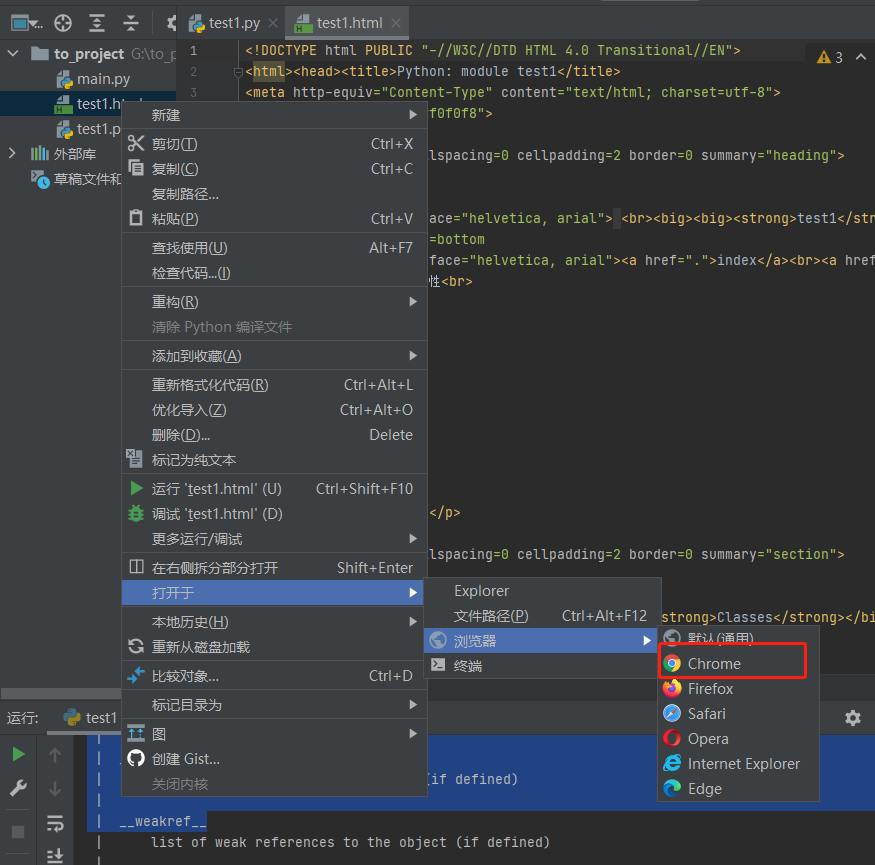 test1.py
test1.html
to_project G:\to_p
main.py
test1.h
test1.p
外部库
草稿文件和
1 <!DOCTYPE html PUBLIC "-//W3C//DTD HTML 4.0 Transitional//EN">
3
2 <html><head><title>Python: module test1</title>
3 <meta http-equiv="Content-Type" content="text/html; charset=utf-8">
f0f0f8">
lspacing=0 cellpadding=2 border=0 summary="heading">
ace="helvetica, arial"> <br><big><big><strong>test1</str
=bottom
face="helvetica, arial"><a href=".">index</a><br><a href
性<br>
</p>
lspacing=0 cellpadding=2 border=0 summary="section">
strong>Classes</strong></bi
新建
剪切(T) Ctrl+X
复制(C) Ctrl+C
复制路径...
粘贴(P) Ctrl+V
查找使用(U) Alt+F7
检查代码...(I)
重构(R)
清除 Python 编译文件
添加到收藏(A)
重新格式化代码(R) Ctrl+Alt+L
优化导入(Z) Ctrl+Alt+O
删除(D)... Delete
标记为纯文本
运行 'test1.html' (U) Ctrl+Shift+F10
调试 'test1.html' (D)
更多运行/调试
在右侧拆分部分打开 Shift+Enter
打开于
本地历史(H)
重新从磁盘加载
比较对象... Ctrl+D
标记目录为
图
创建 Gist...
关闭内核
Explorer
文件路径(P) Ctrl+Alt+F12
浏览器
终端
默认(通用)
Chrome
Firefox
Safari
Opera
Internet Explorer
Edge
运行: test1
(if defined)
__weakref__
list of weak references to the object (if defined)